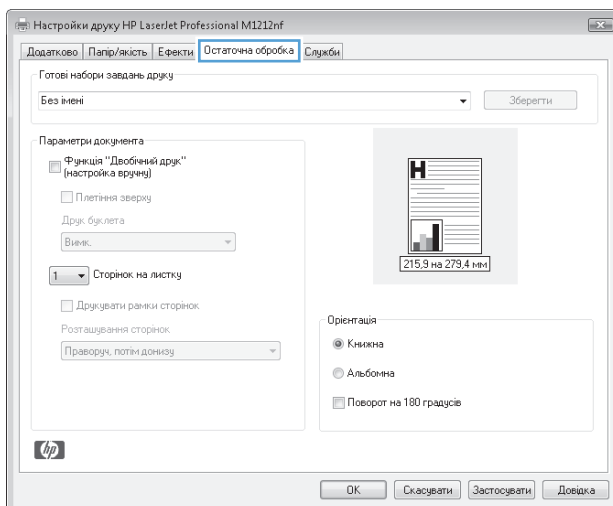 Настройки друку HP LaserJet Professional M1212nf
Додатково Папір/якість Ефекти Остаточна обробка Служби
Готові набори завдань друку
Без імені
Зберегти
Параметри документа
Функція "Двобічний друк"
(настройка вручну)
Плетіння зверху
Друк буклета
Вимк.
1 Сторінок на листку
Друкувати рамки сторінок
Розташування сторінок
Праворуч, потім донизу
H
215,9 на 279,4 мм
Орієнтація
Книжна
Альбомна
Поворот на 180 градусів
hp
ОК Скасувати Застосувати Довідка